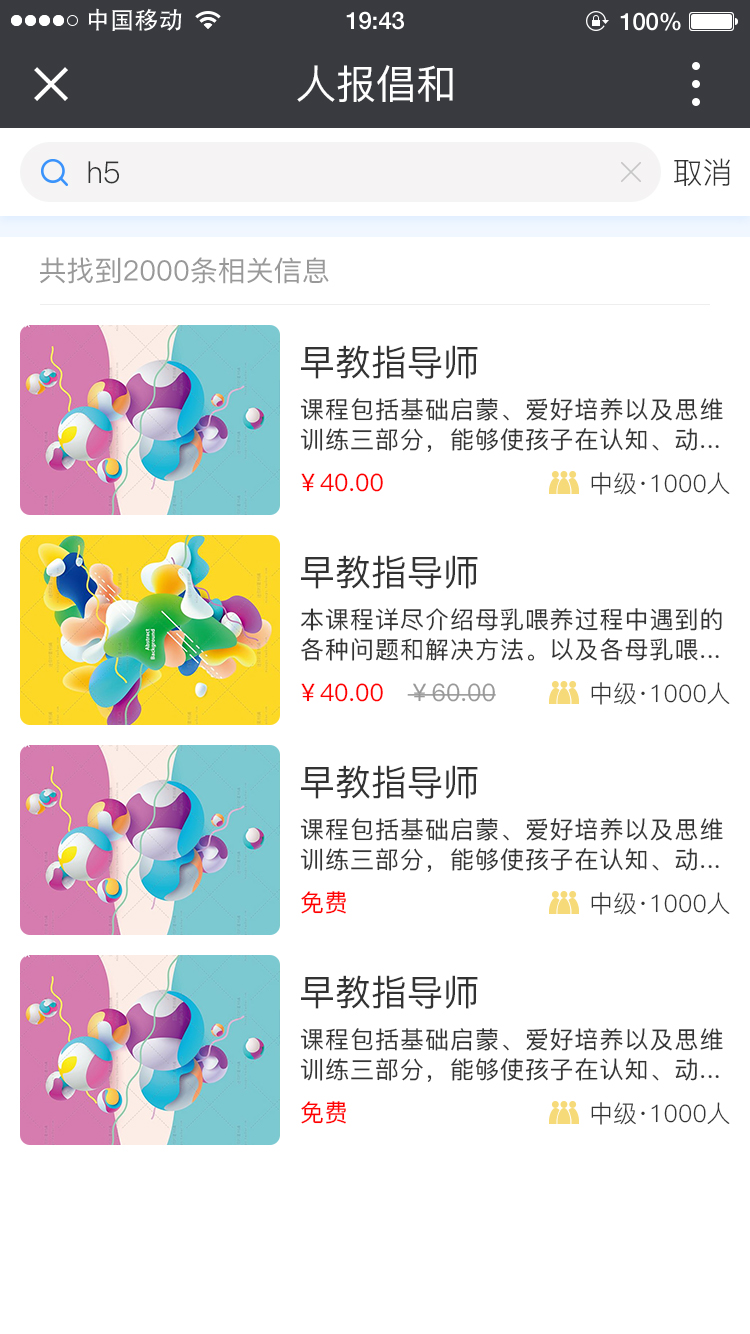 中国移动 19:43 100%
人报倡和
h5 取消
共找到2000条相关信息
早教指导师
课程包括基础启蒙、爱好培养以及思维
训练三部分，能够使孩子在认知、动...
¥40.00 中级·1000人
Abstract
Background
早教指导师
本课程详尽介绍母乳喂养过程中遇到的
各种问题和解决方法。以及各母乳喂...
¥40.00 ¥60.00 中级·1000人
早教指导师
课程包括基础启蒙、爱好培养以及思维
训练三部分，能够使孩子在认知、动...
免费 中级·1000人
早教指导师
课程包括基础启蒙、爱好培养以及思维
训练三部分，能够使孩子在认知、动...
免费 中级·1000人